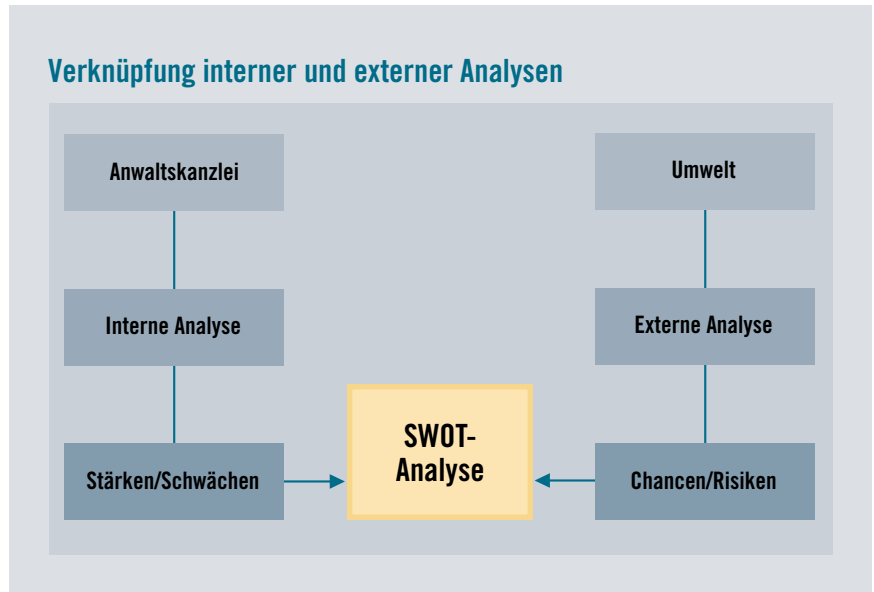 Verknüpfung interner und externer Analysen
Anwaltskanzlei
Umwelt
Interne Analyse
Externe Analyse
SWOT-
Analyse
Stärken/Schwächen
Chancen/Risiken